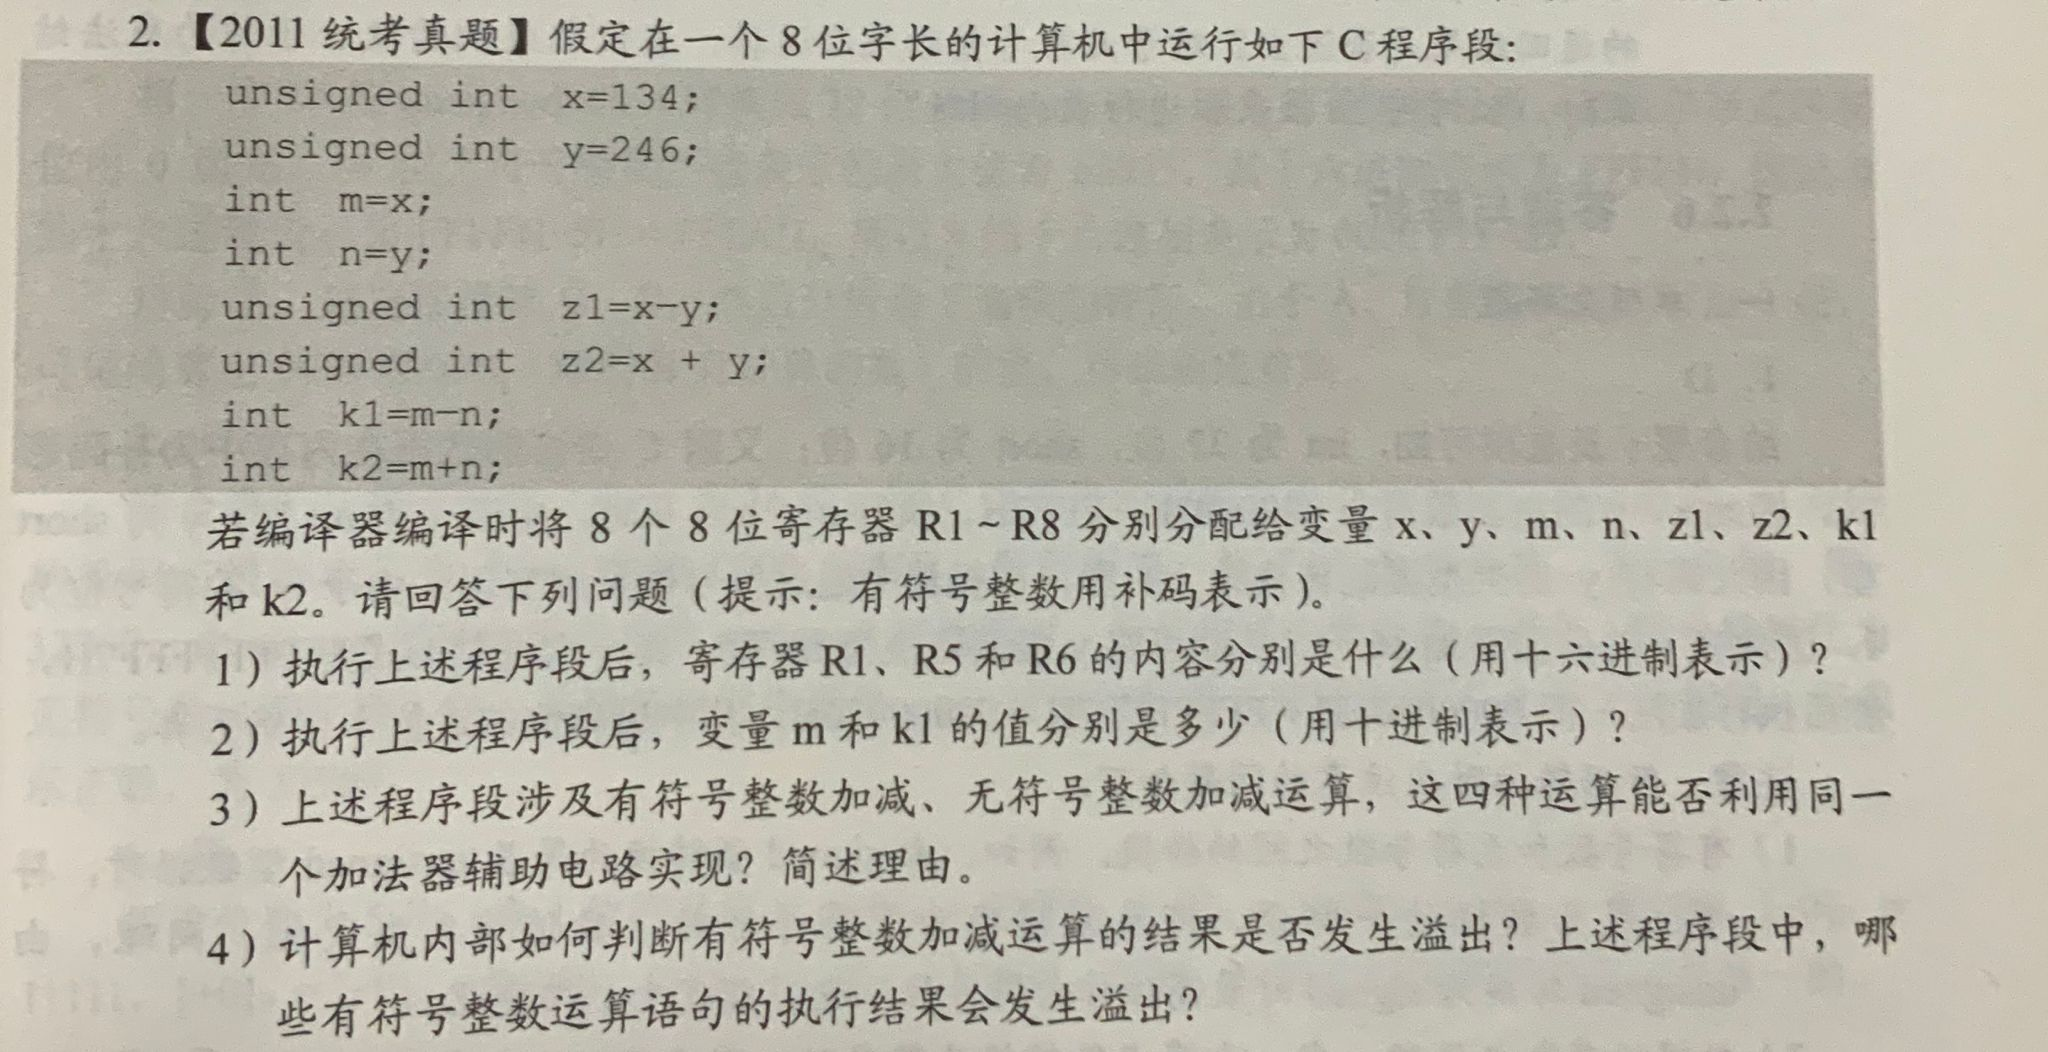 2.【2011 统考真题】假定在一个 8 位字长的计算机中运行如下 C 程序段:
unsigned int x=134;
unsigned int y=246;
int m=x;
int n=y;
unsigned int z1=x-y;
unsigned int z2=x + y;
int k1=m-n;
int k2=m+n;
若编译器编译时将 8 个 8 位寄存器 R1 ~ R8 分别分配给变量 x、y、m、n、z1、z2、k1
和 k2。请回答下列问题（提示：有符号整数用补码表示）。
1）执行上述程序段后，寄存器 R1、R5 和 R6 的内容分别是什么（用十六进制表示）？
2）执行上述程序段后，变量 m 和 k1 的值分别是多少（用十进制表示）？
3）上述程序段涉及有符号整数加减、无符号整数加减运算，这四种运算能否利用同一
个加法器辅助电路实现？简述理由。
4）计算机内部如何判断有符号整数加减运算的结果是否发生溢出？上述程序段中，哪
些有符号整数运算语句的执行结果会发生溢出？